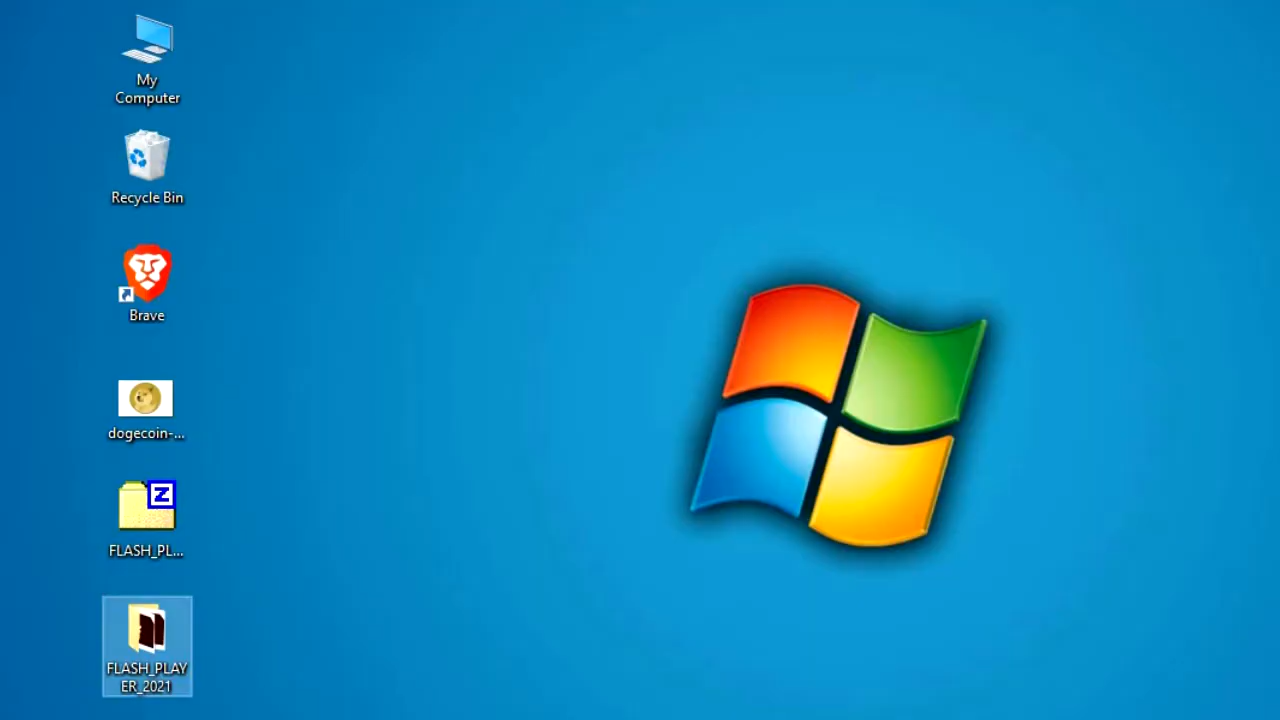 My
Computer
Recycle Bin
Brave
dogecoin-...
Z
FLASH_PL...
FLASH_PLAY
ER_2021